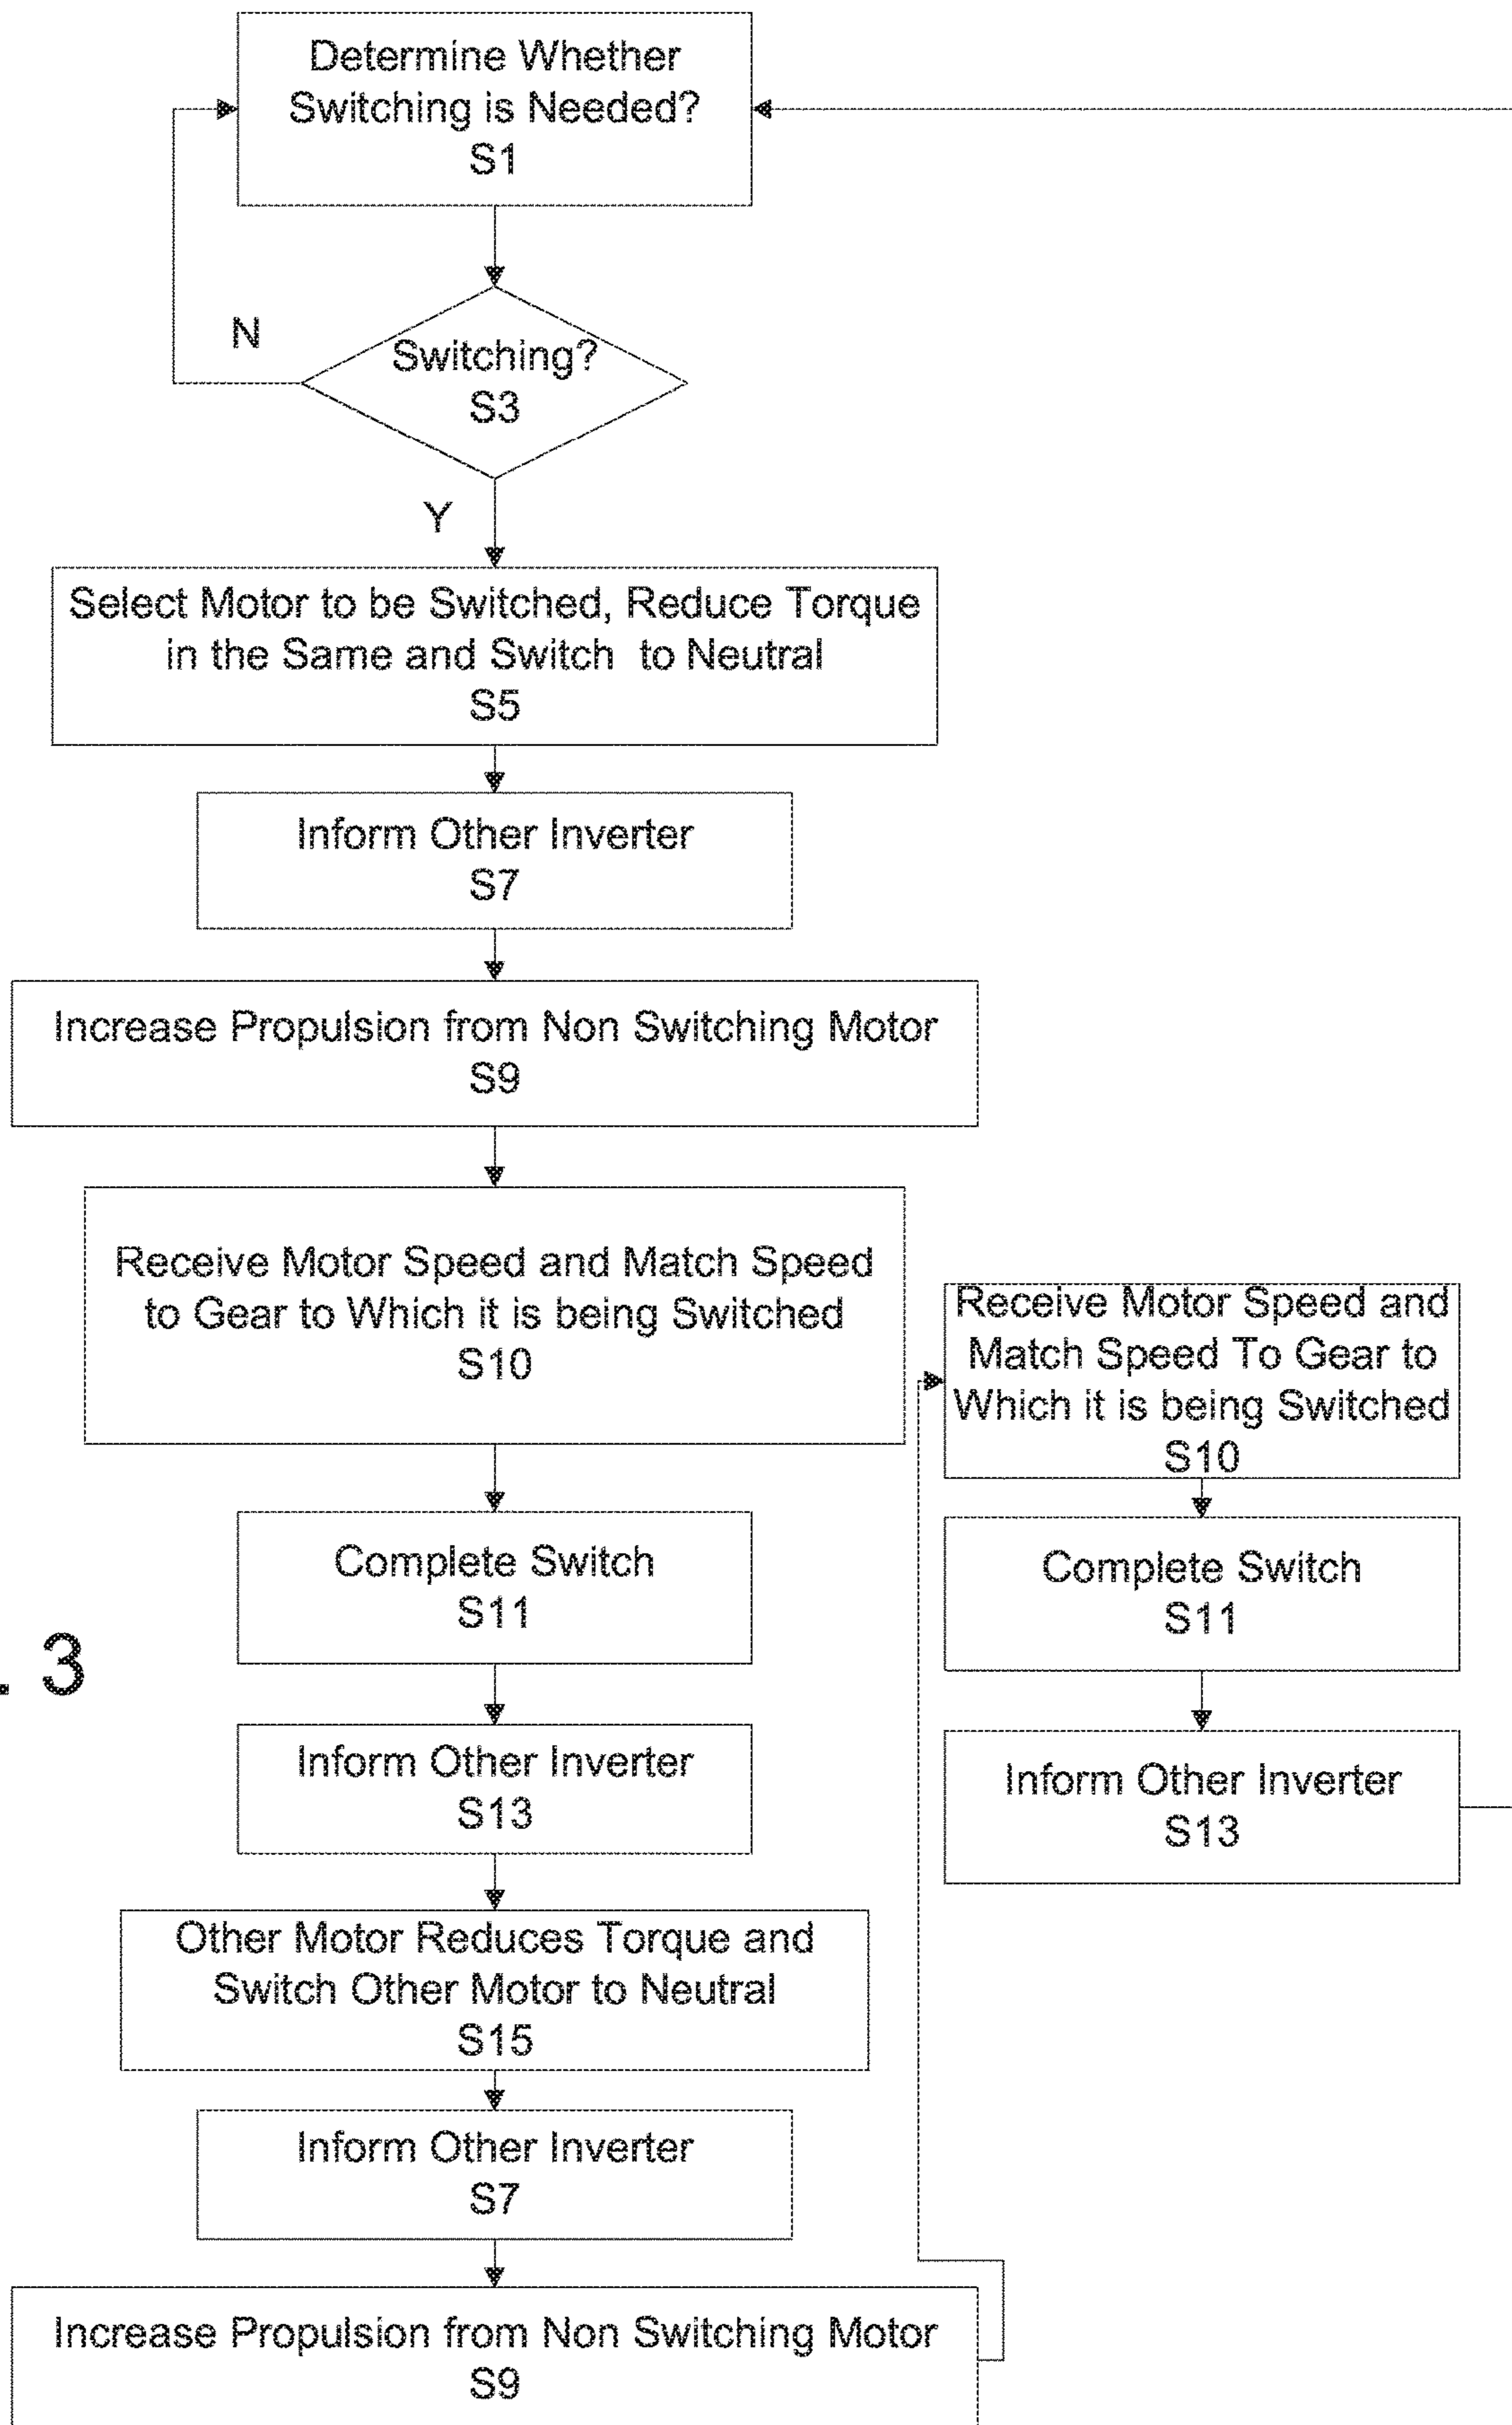 Determine Whether
Switching is Needed?
S1
N
Switching?
S3
Y
Select Motor to be Switched, Reduce Torque
in the Same and Switch to Neutral
S5
Inform Other Inverter
S7
Increase Propulsion from Non Switching Motor
S9
Receive Motor Speed and Match Speed
to Gear to Which it is being Switched
S10
Complete Switch
S11
. 3
Inform Other Inverter
S13
Other Motor Reduces Torque and
Switch Other Motor to Neutral
S15
Inform Other Inverter
S7
Increase Propulsion from Non Switching Motor
S9
Receive Motor Speed and
Match Speed To Gear to
Which it is being Switched
S10
Complete Switch
S11
Inform Other Inverter
S13